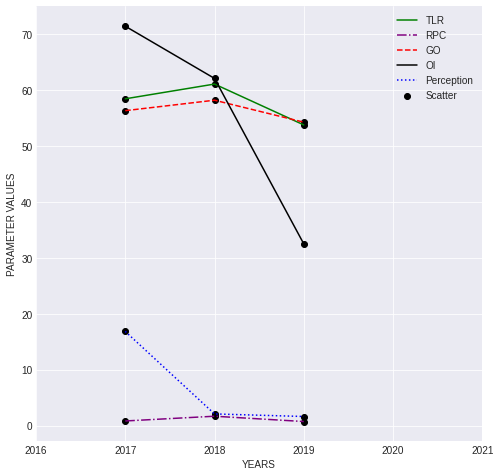 TLR
RPC
GO
OI
Perception
Scatter
PARAMETER VALUES
70
60
50
40
30
20
10
0
2016 2017 2018 2019 2020 2021
YEARS